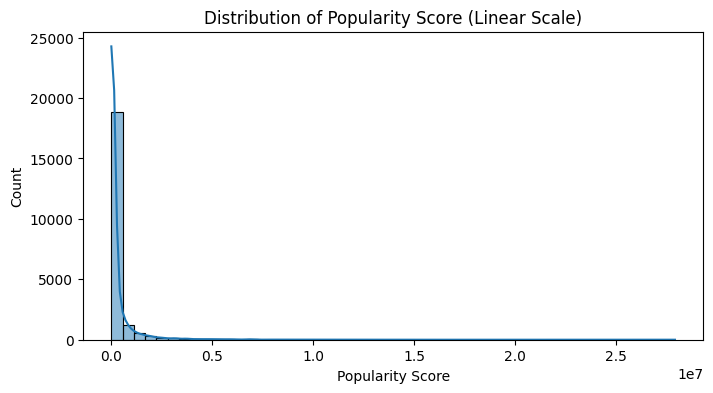 Distribution of Popularity Score (Linear Scale)
25000
20000
15000
10000
5000
0
Count
0.0 0.5 1.0 1.5 2.0 2.5
1e7
Popularity Score